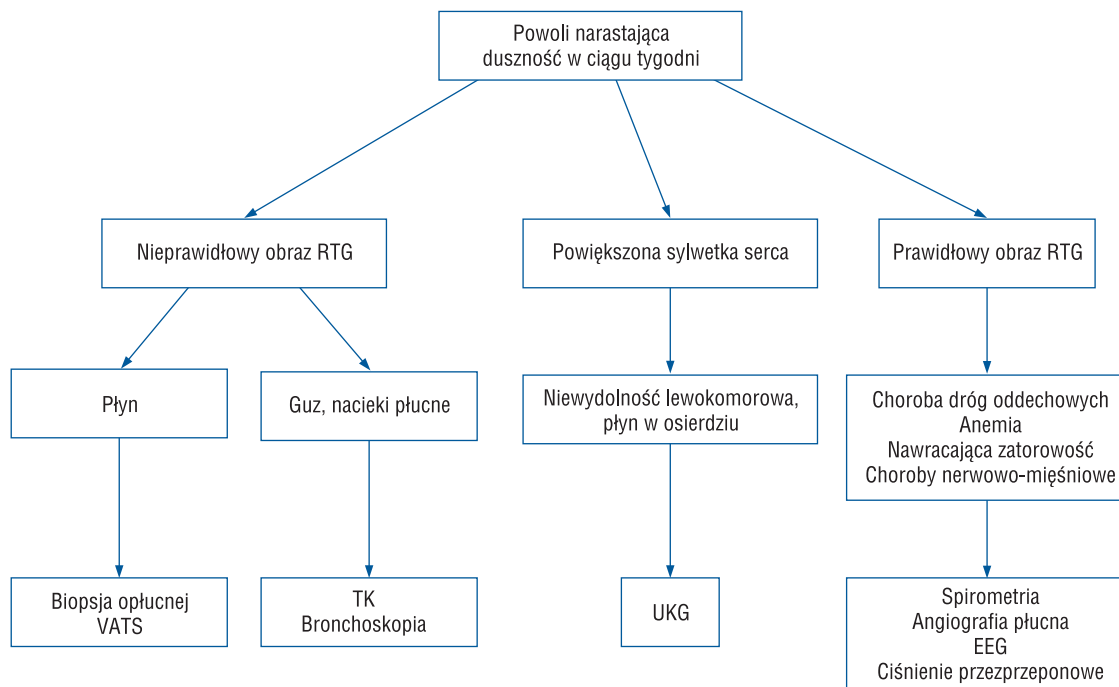 Powoli narastająca
duszność w ciągu tygodni
Nieprawidłowy obraz RTG
Powiększona sylwetka serca
Prawidłowy obraz RTG
Płyn
Guz, nacieki płucne
Niewydolność lewokomorowa,
płyn w osierdziu
Choroba dróg oddechowych
Anemia
Nawracająca zatorowość
Choroby nerwowo-mięśniowe
Biopsja opłucnej
VATS
TK
Bronchoskopia
UKG
Spirometria
Angiografia płucna
EEG
Ciśnienie przezprzeponowe